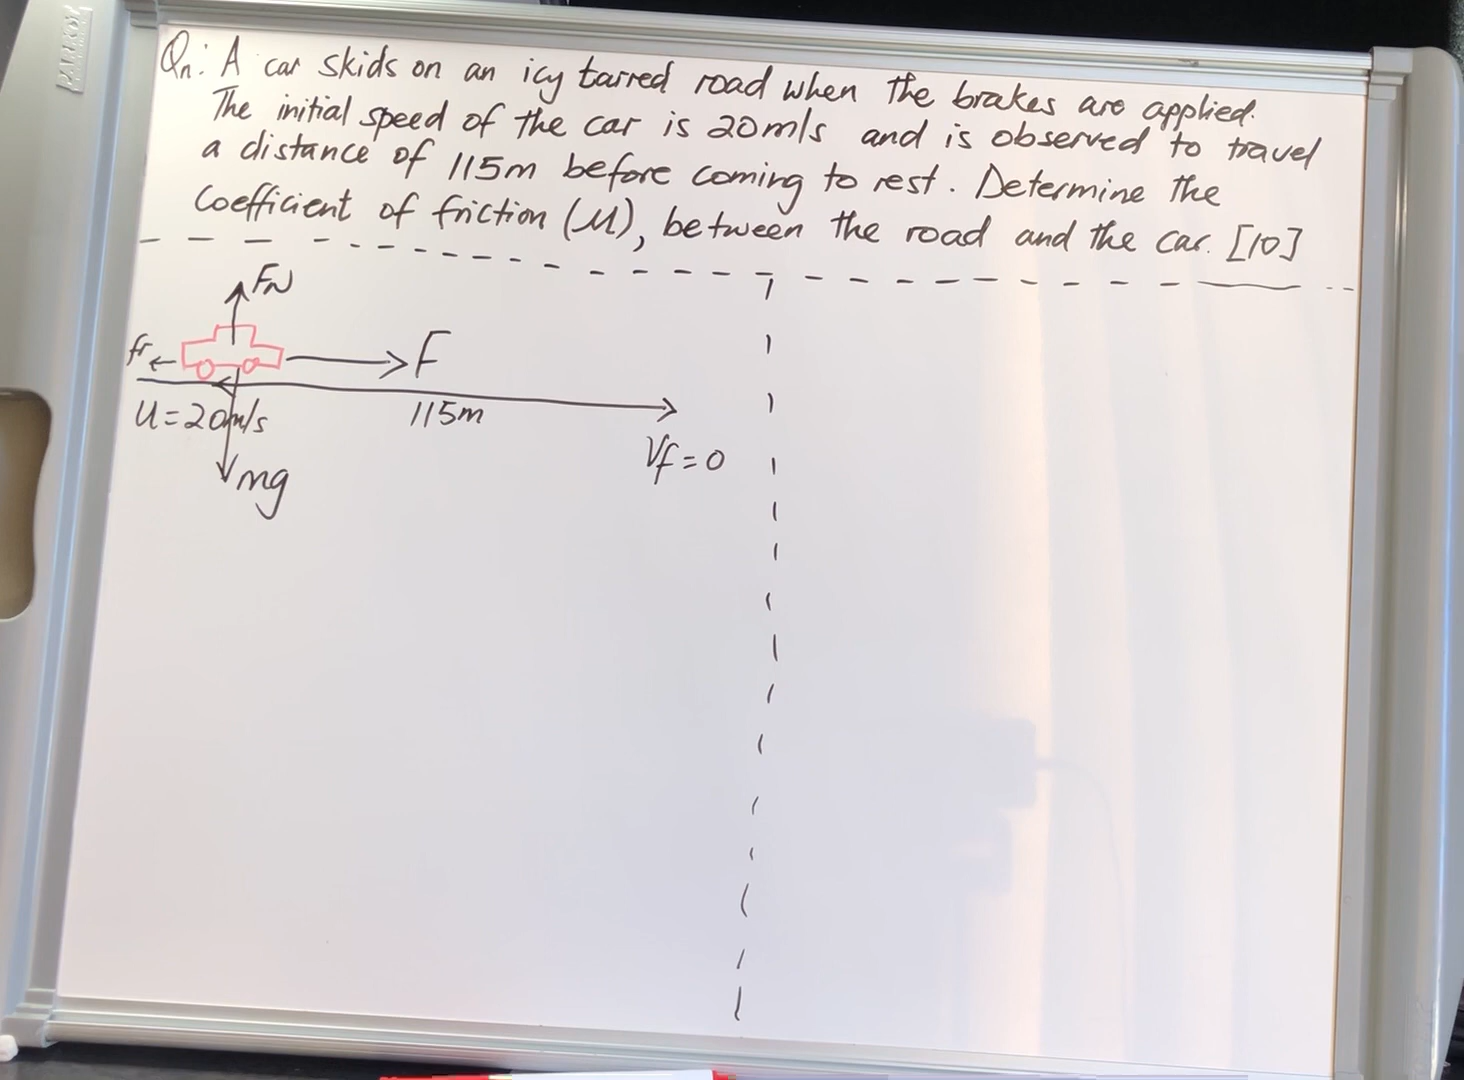 Qn: A car skids on an icy tarred road when the brakes are applied.
The initial speed of the car is 20m/s and is observed to travel
a distance of 115m before coming to rest. Determine the
Coefficient of friction (M), between the road and the car. [10]
FN
fr
F
U=20m/s
115m
Vf=0
mg